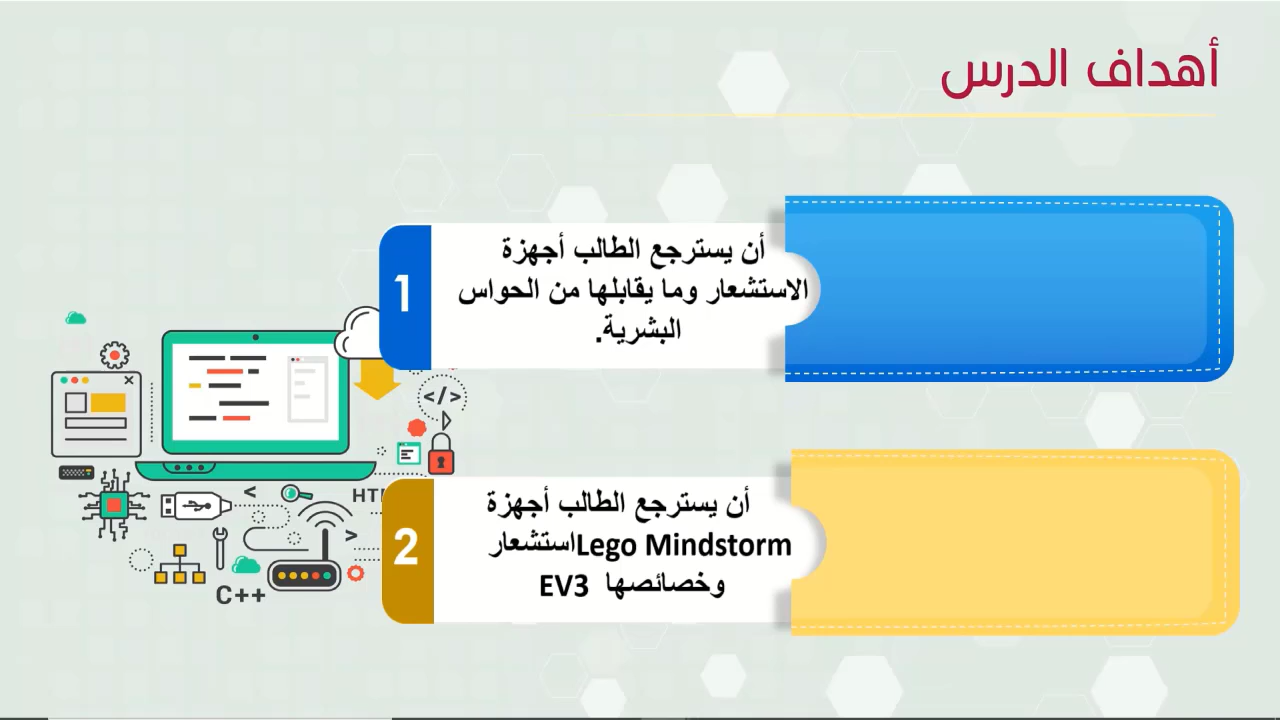 أهداف الدرس
1
أن يسترجع الطالب أجهزة
الاستشعار وما يقابلها من الحواس
البشرية.
2
أن يسترجع الطالب أجهزة
استشعار Lego Mindstorm
EV3 وخصائصها
</>
HTM
<
>
C++